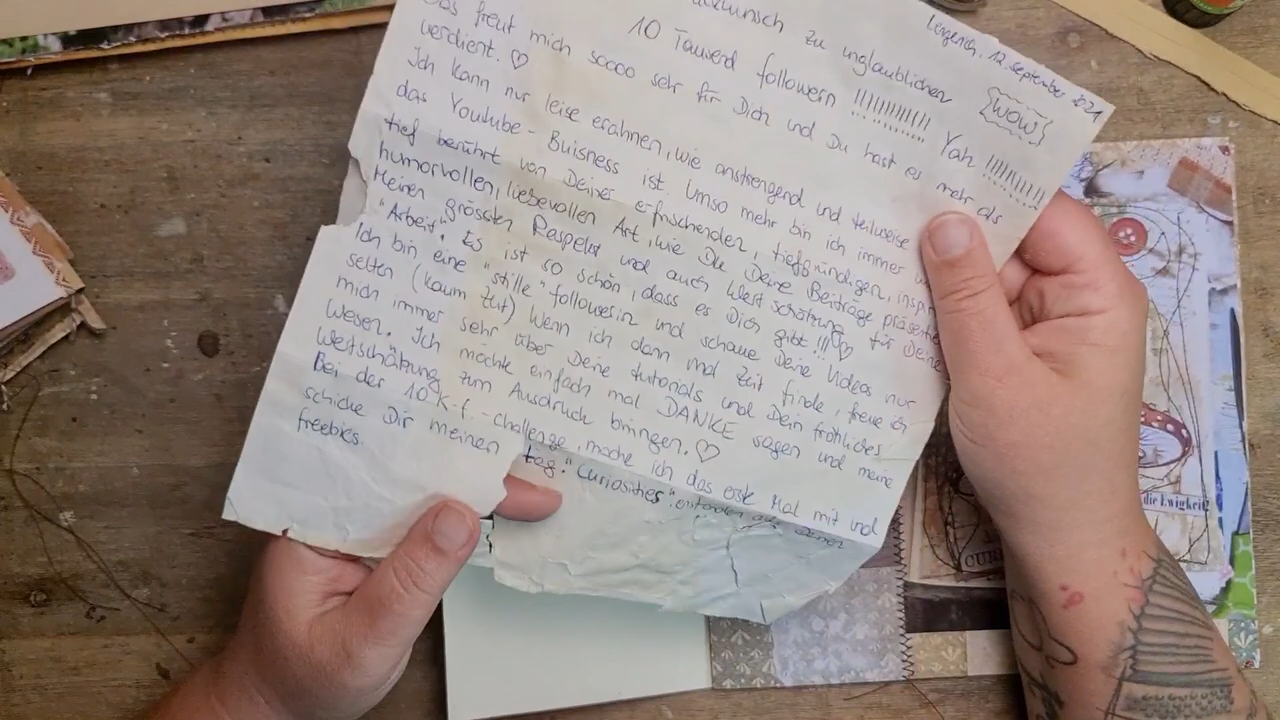 Lengerich, 12. September 2021
zu unglaublichen
10 Tausend followern !!!!!!!!!!! {WOW}
Das freut mich soooo sehr für Dich und Du hast es mehr als Yah !!!!!!!!!!
verdient. ♡
Ich kann nur leise erahnen, wie anstrengend und teilweise
das Youtube-Buisness ist. Umso mehr bin ich immer
tief berührt von Deiner erfrischenden, tiefgründigen,
humorvollen, liebevollen Art, wie Du Deine Beiträge
Meinen grössten Respekt und auch Wertschätzung für Deine
"Arbeit". Es ist so schön, dass es Dich gibt !!! ♡
Ich bin eine "stille" followerin und schaue Deine Videos nur
selten (kaum Zeit) Wenn ich dann mal Zeit finde, freue ich
mich immer sehr über Deine tutorials und Dein fröhliches
Wesen. Ich möchte einfach mal DANKE sagen und meine
Wertschätzung zum Ausdruck bringen. ♡
Bei der 10 K.f.-challenge, mache ich das erste Mal mit und
schicke Dir meinen tag: "Curiosities", entstanden aus Deinen
freebies.
die Ewigkeit